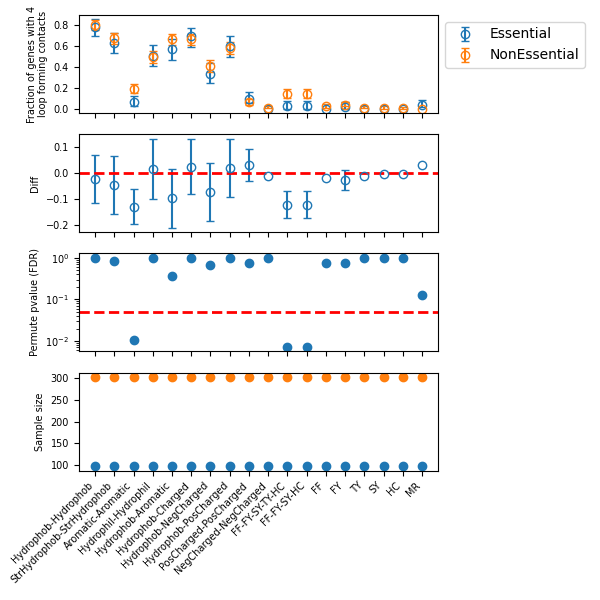 Fraction of genes with 4
loop forming contacts
0.8
0.6
0.4
0.2
0.0
Essential
NonEssential
Diff
0.1
0.0
−0.1
−0.2
Permute pvalue (FDR)
10⁰
10⁻¹
10⁻²
Sample size
300
250
200
150
100
Hydrophob-Hydrophob
StrHydrophob-StrHydrophob
Aromatic-Aromatic
Hydrophil-Hydrophil
Hydrophob-Aromatic
Hydrophob-Charged
Hydrophob-NegCharged
Hydrophob-PosCharged
PosCharged-PosCharged
NegCharged-NegCharged
FF-FY-SY-TY-HC
FF-FY-SY-HC
FF
FY
TY
SY
HC
MR